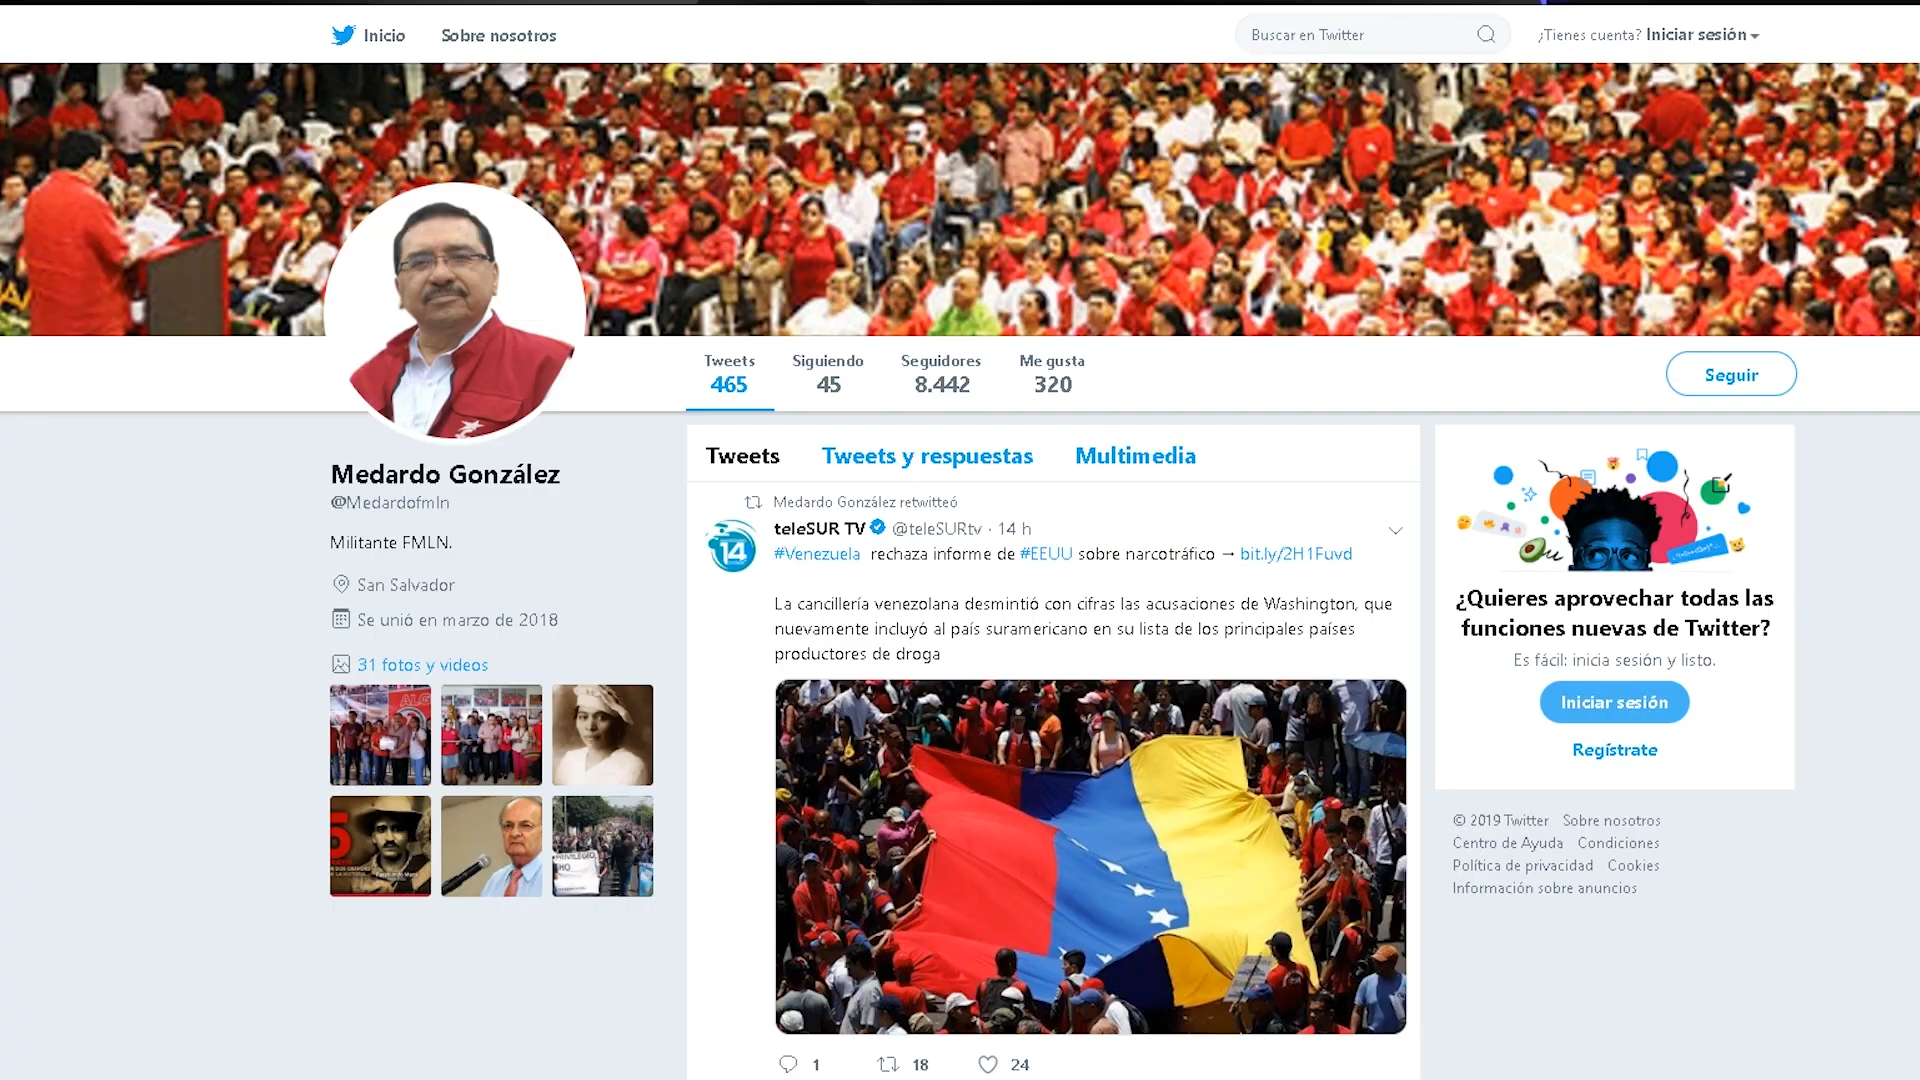 Inicio
Sobre nosotros
Buscar en Twitter
¿Tienes cuenta? Iniciar sesión
Tweets
465
Siguiendo
45
Seguidores
8.442
Me gusta
320
Seguir
Medardo González
@Medardofmln
Militante FMLN.
San Salvador
Se unió en marzo de 2018
31 fotos y videos
ALG
PRIVILEGIO
Tweets
Tweets y respuestas
Multimedia
Medardo González retwitteó
14
teleSUR TV @teleSURtv · 14 h
#Venezuela rechaza informe de #EEUU sobre narcotráfico → bit.ly/2H1Fuvd
La cancillería venezolana desmintió con cifras las acusaciones de Washington, que
nuevamente incluyó al país suramericano en su lista de los principales países
productores de droga
1
18
24
¿Quieres aprovechar todas las
funciones nuevas de Twitter?
Es fácil: inicia sesión y listo.
Iniciar sesión
Regístrate
© 2019 Twitter Sobre nosotros
Centro de Ayuda Condiciones
Política de privacidad Cookies
Información sobre anuncios